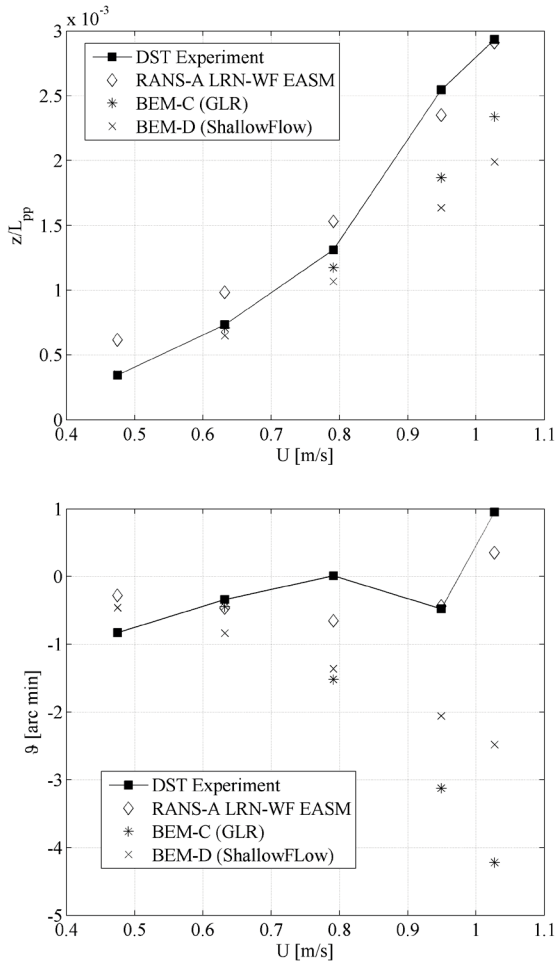 x 10⁻³
3
DST Experiment
RANS-A LRN-WF EASM
BEM-C (GLR)
BEM-D (ShallowFlow)
2.5
2
1.5
1
0.5
0
z/Lpp
0.4 0.5 0.6 0.7 0.8 0.9 1 1.1
U [m/s]
1
0
-1
-2
-3
-4
-5
ϑ [arc min]
DST Experiment
RANS-A LRN-WF EASM
BEM-C (GLR)
BEM-D (ShallowFLow)
0.4 0.5 0.6 0.7 0.8 0.9 1 1.1
U [m/s]